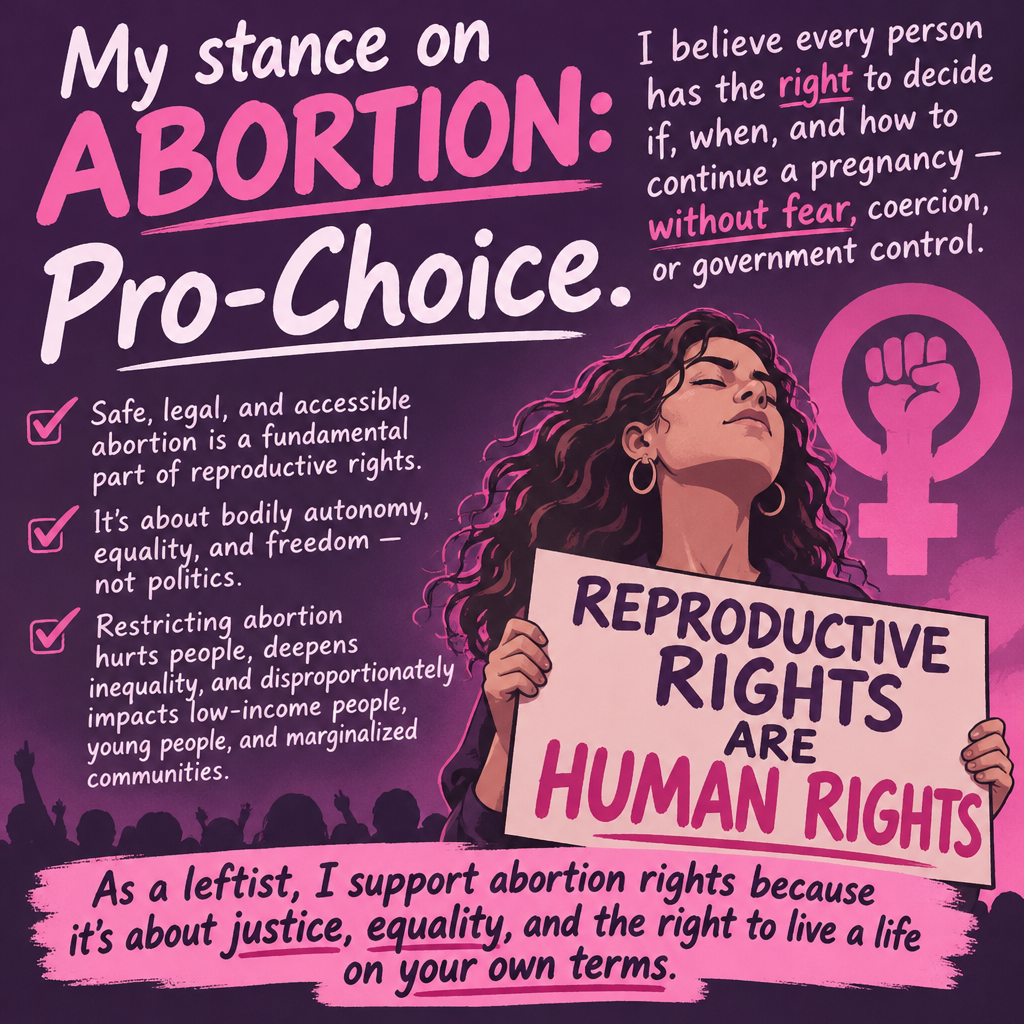 My stance on
ABORTION:
Pro-Choice.
I believe every person
has the right to decide
if, when, and how to
continue a pregnancy —
without fear, coercion,
or government control.
Safe, legal, and accessible
abortion is a fundamental
part of reproductive rights.
It's about bodily autonomy,
equality, and freedom —
not politics.
Restricting abortion
hurts people, deepens
inequality, and disproportionately
impacts low-income people,
young people, and marginalized
communities.
REPRODUCTIVE
RIGHTS
ARE
HUMAN RIGHTS
As a leftist, I support abortion rights because
it's about justice, equality, and the right to live a life
on your own terms.